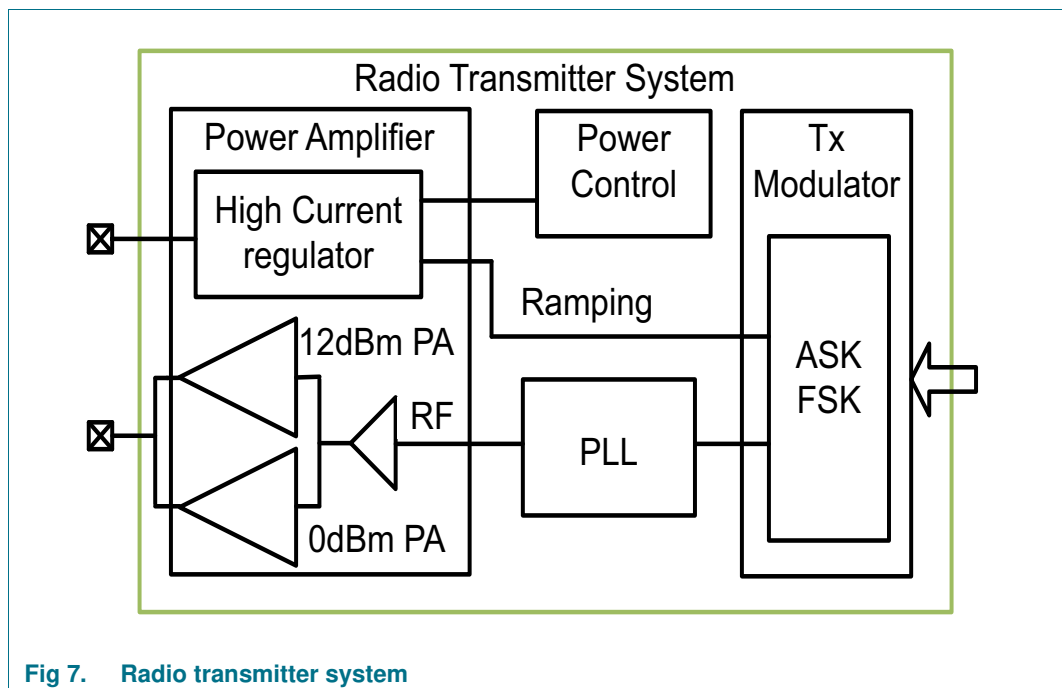 Radio Transmitter System
Power Amplifier
High Current
regulator
Power
Control
Tx
Modulator
Ramping
12dBm PA
RF
PLL
ASK
FSK
0dBm PA
Fig 7. Radio transmitter system